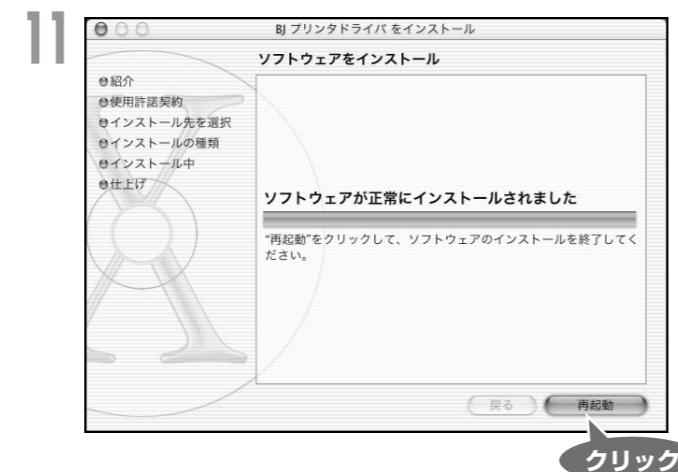 11
BJ プリンタドライバ をインストール
ソフトウェアをインストール
紹介
使用許諾契約
インストール先を選択
インストールの種類
インストール中
仕上げ
ソフトウェアが正常にインストールされました
“再起動”をクリックして、ソフトウェアのインストールを終了してく
ださい。
戻る
再起動
クリック